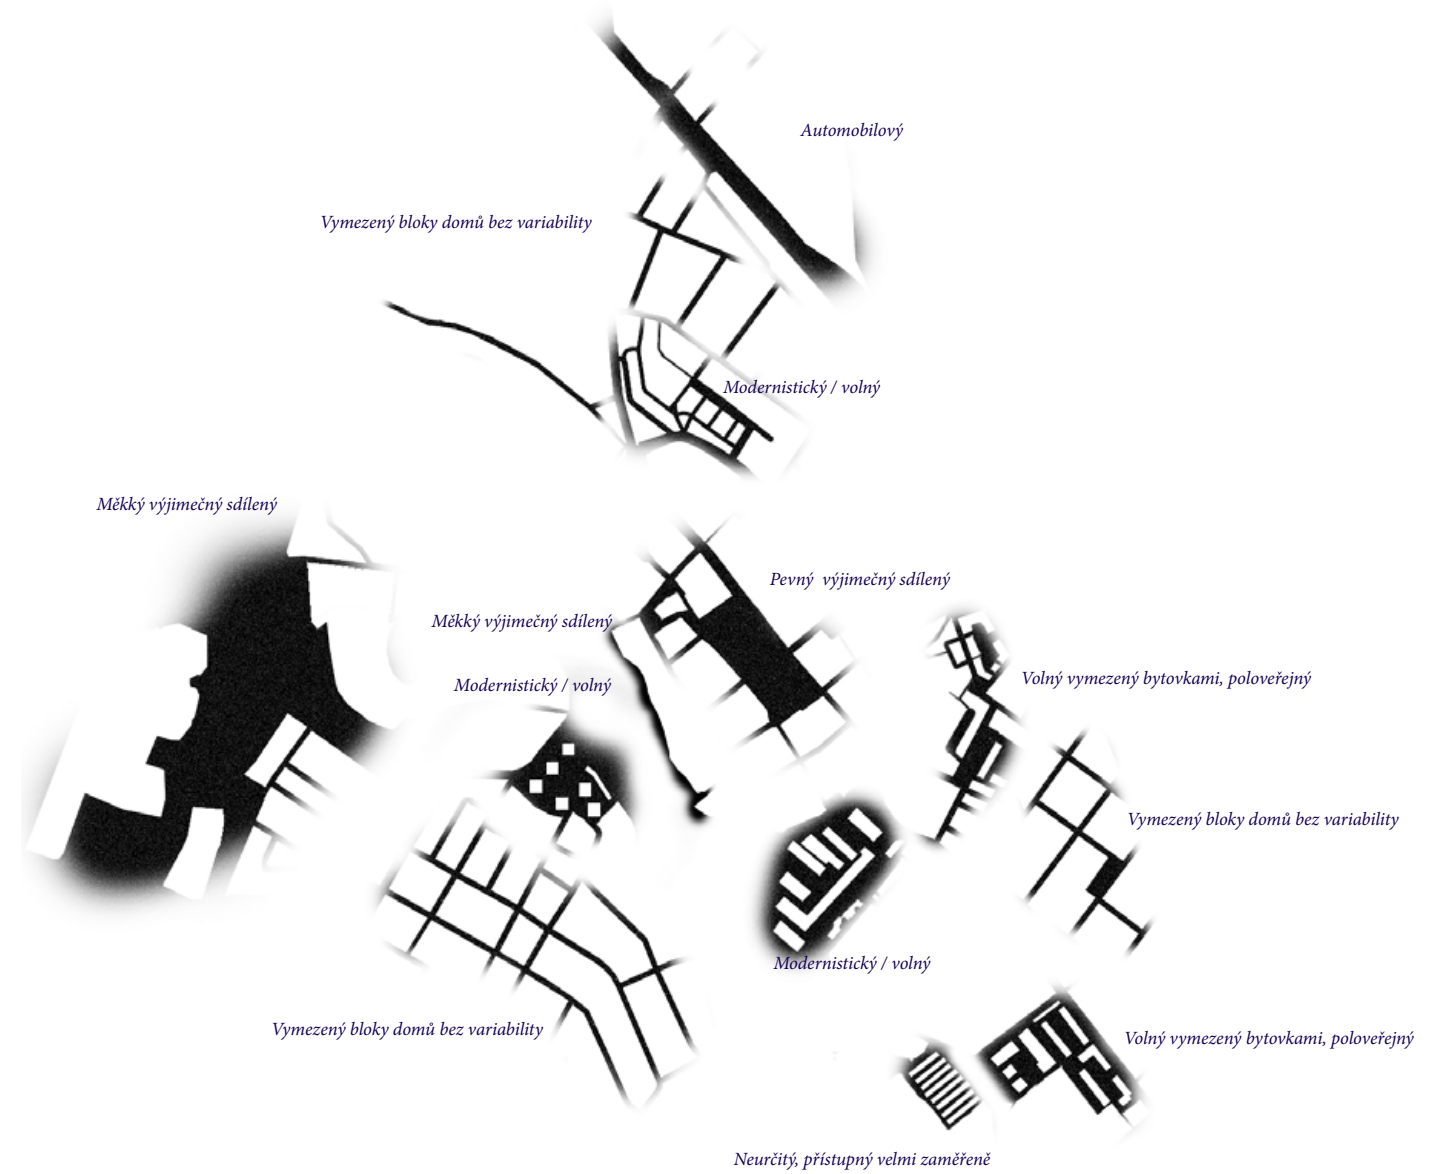 Automobilový
Vymezený bloky domů bez variability
Modernistický / volný
Měkký výjimečný sdílený
Pevný  výjimečný sdílený
Měkký výjimečný sdílený
Volný vymezený bytovkami, poloveřejný
Modernistický / volný
Vymezený bloky domů bez variability
Modernistický / volný
Vymezený bloky domů bez variability
Volný vymezený bytovkami, poloveřejný
Neurčitý, přístupný velmi zaměřeně